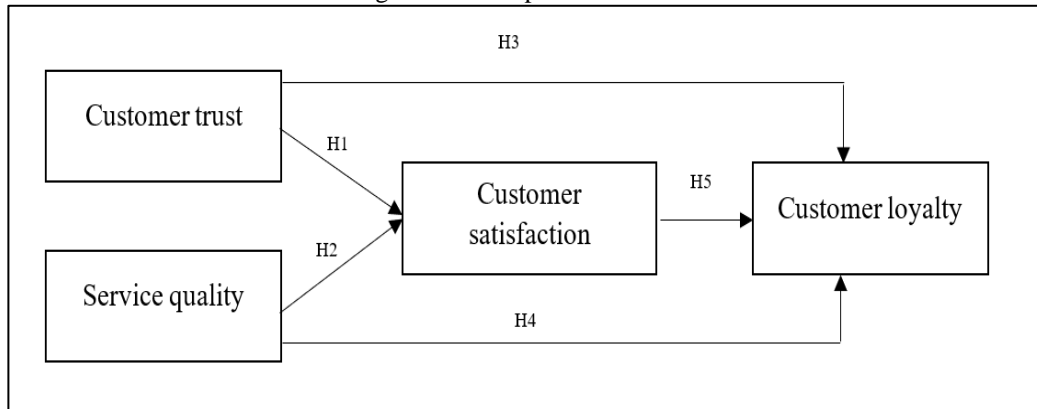 H3
Customer trust
H1
Customer
satisfaction
H5
Customer loyalty
H2
Service quality
H4